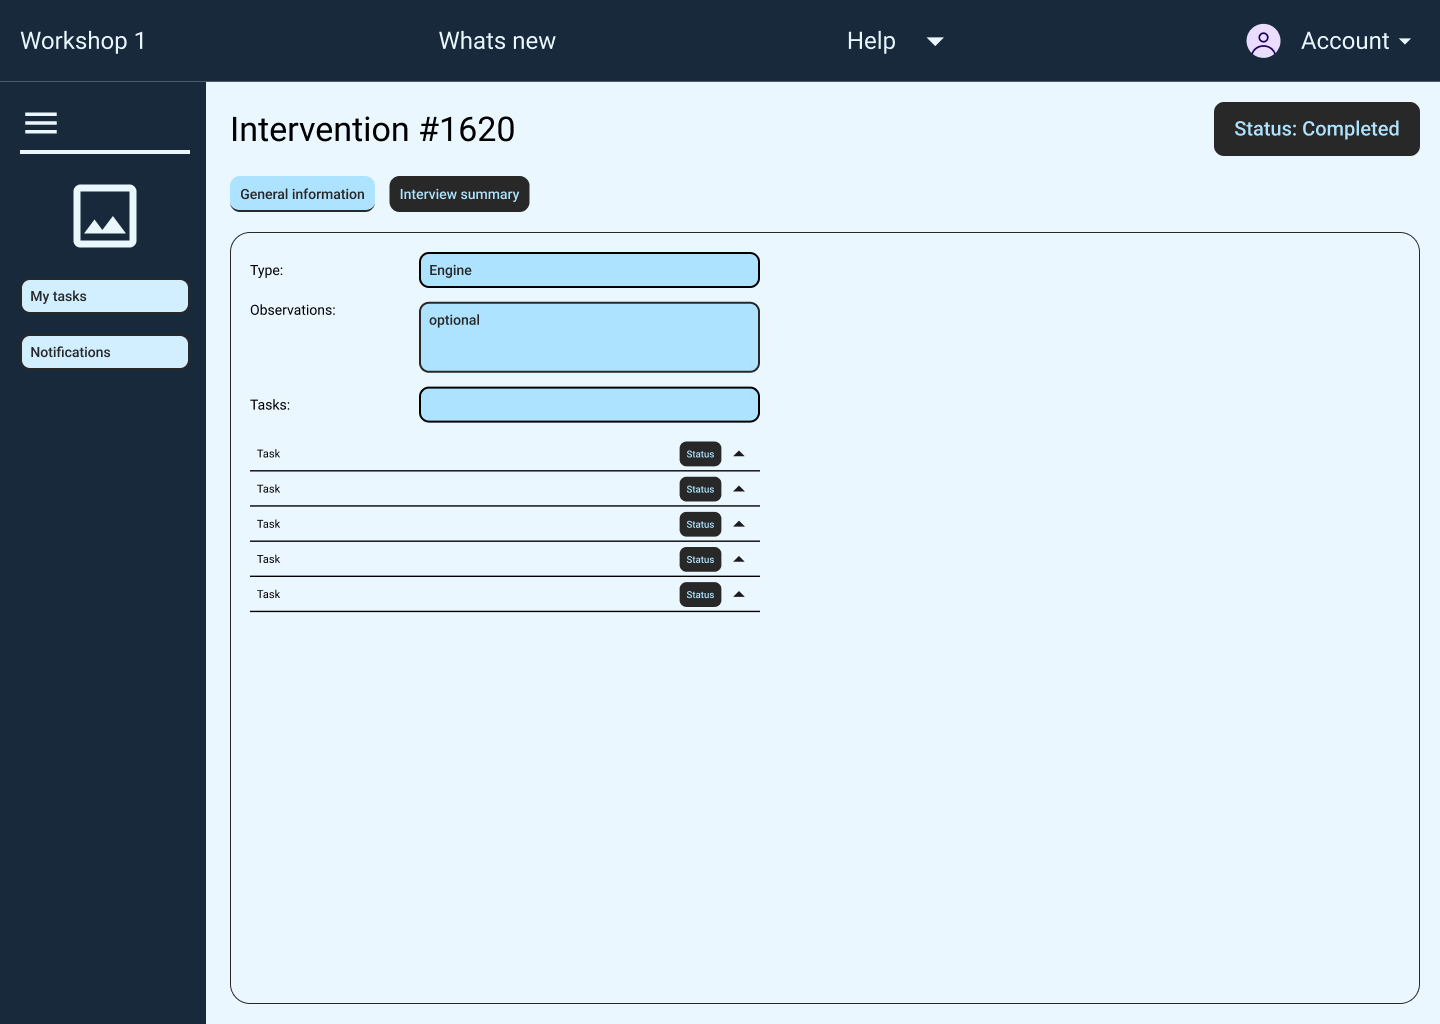 Workshop 1
Whats new
Help
Account
Intervention #1620
Status: Completed
General information
Interview summary
My tasks
Notifications
Type:
Engine
Observations:
optional
Tasks:
Task
Status
Task
Status
Task
Status
Task
Status
Task
Status